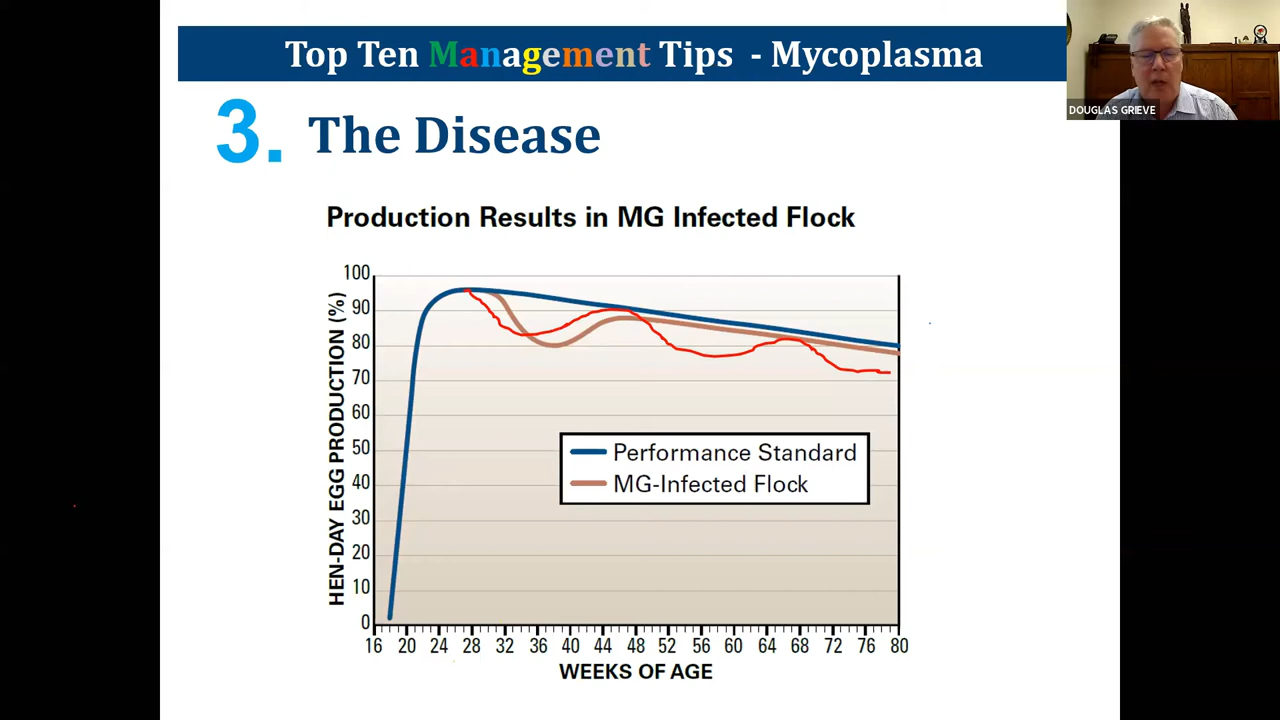 Top Ten Management Tips - Mycoplasma
DOUGLAS GRIEVE
3. The Disease
Production Results in MG Infected Flock
HEN-DAY EGG PRODUCTION (%)
100
90
80
70
60
50
40
30
20
10
0
Performance Standard
MG-Infected Flock
16 20 24 28 32 36 40 44 48 52 56 60 64 68 72 76 80
WEEKS OF AGE